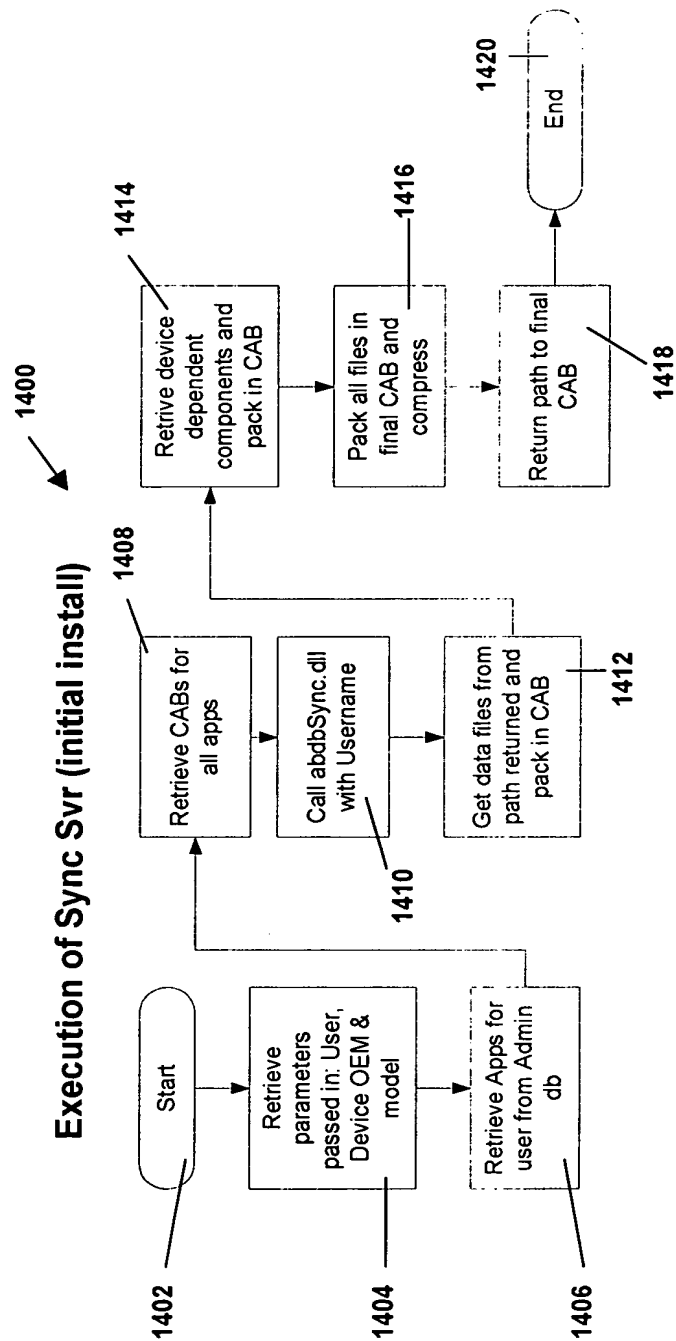 Execution of Sync Svr (initial install)
1400
Start
1402
Retrieve
parameters
passed in: User,
Device OEM &
model
1404
Retrieve Apps for
user from Admin
db
1406
Retrieve CABs for
all apps
1408
Call abdbSync.dll
with Username
1410
Get data files from
path returned and
pack in CAB
1412
Retrive device
dependent
components and
pack in CAB
1414
Pack all files in
final CAB and
compress
1416
Return path to final
CAB
1418
End
1420